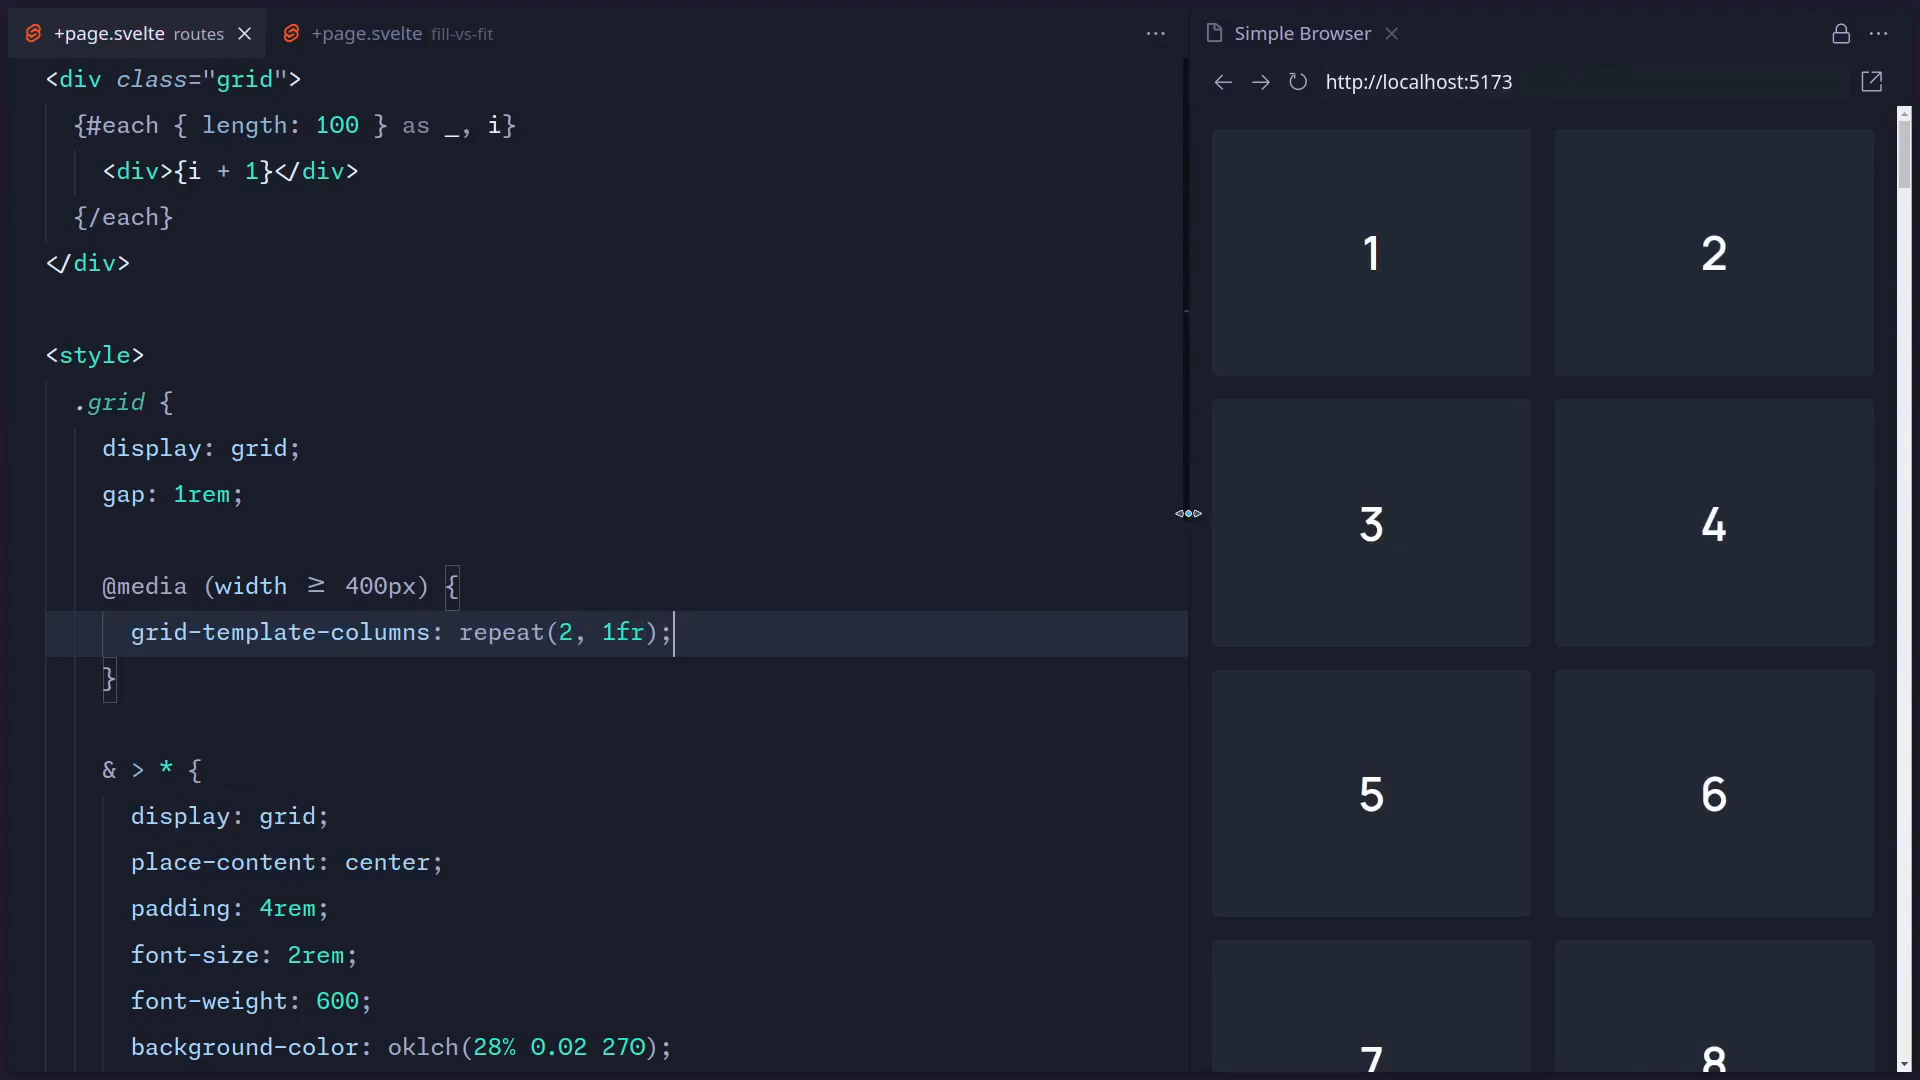 +page.svelte routes
+page.svelte fill-vs-fit
<div class="grid">
{#each { length: 100 } as _, i}
<div>{i + 1}</div>
{/each}
</div>
<style>
.grid {
display: grid;
gap: 1rem;
@media (width ≥ 400px) {
grid-template-columns: repeat(2, 1fr);
}
& > * {
display: grid;
place-content: center;
padding: 4rem;
font-size: 2rem;
font-weight: 600;
background-color: oklch(28% 0.02 270);
Simple Browser
http://localhost:5173
1
2
3
4
5
6
7
8